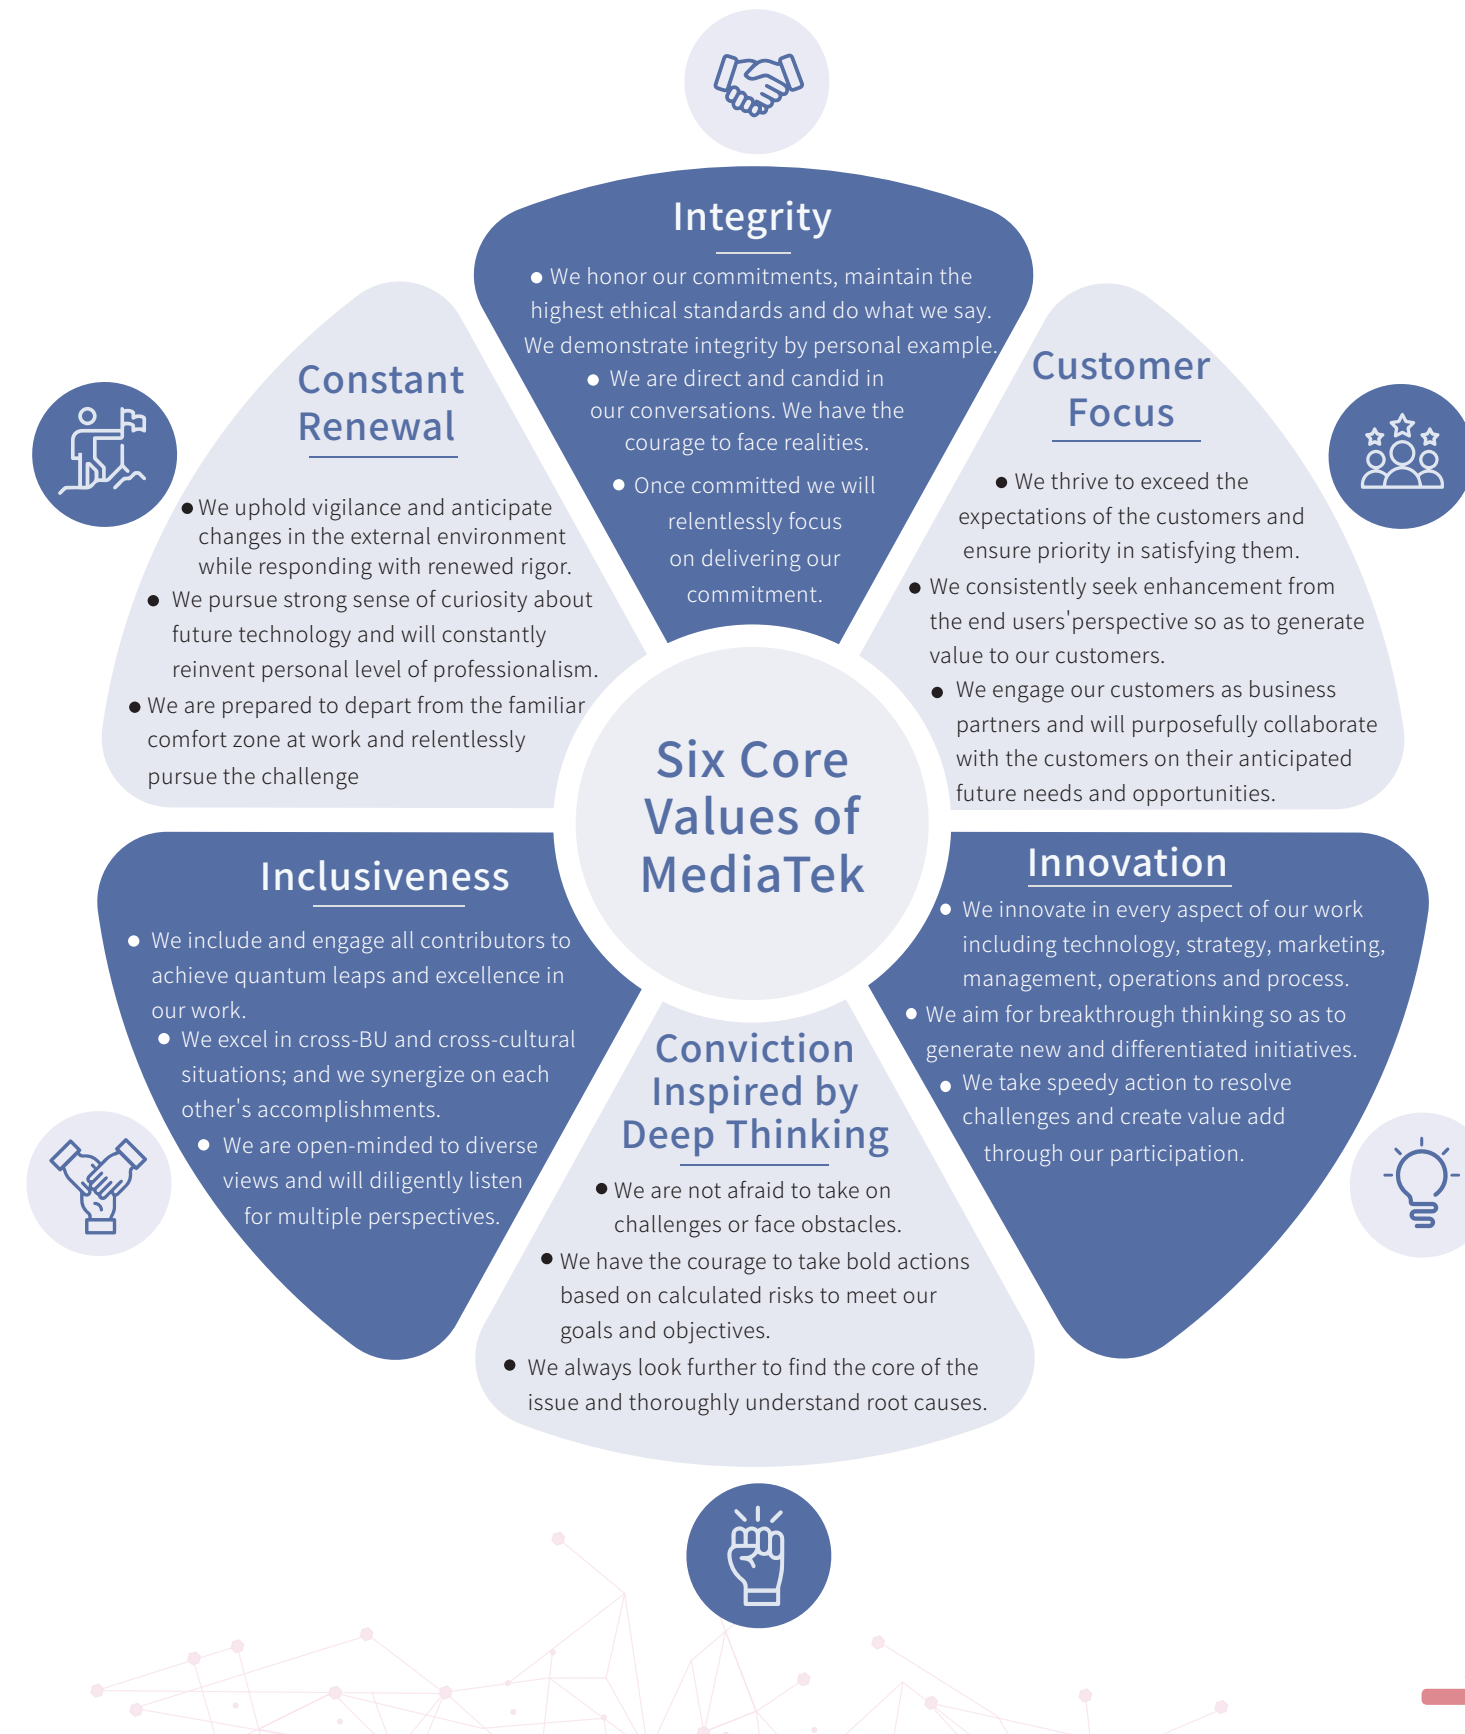 Integrity
● We honor our commitments, maintain the
highest ethical standards and do what we say.
We demonstrate integrity by personal example.
● We are direct and candid in
our conversations. We have the
courage to face realities.
● Once committed we will
relentlessly focus
on delivering our
commitment.
Customer
Focus
● We thrive to exceed the
expectations of the customers and
ensure priority in satisfying them.
● We consistently seek enhancement from
the end users'perspective so as to generate
value to our customers.
● We engage our customers as business
partners and will purposefully collaborate
with the customers on their anticipated
future needs and opportunities.
Innovation
● We innovate in every aspect of our work
including technology, strategy, marketing,
management, operations and process.
● We aim for breakthrough thinking so as to
generate new and differentiated initiatives.
● We take speedy action to resolve
challenges and create value add
through our participation.
Conviction
Inspired by
Deep Thinking
● We are not afraid to take on
challenges or face obstacles.
● We have the courage to take bold actions
based on calculated risks to meet our
goals and objectives.
● We always look further to find the core of the
issue and thoroughly understand root causes.
Inclusiveness
● We include and engage all contributors to
achieve quantum leaps and excellence in
our work.
● We excel in cross-BU and cross-cultural
situations; and we synergize on each
other's accomplishments.
● We are open-minded to diverse
views and will diligently listen
for multiple perspectives.
Constant
Renewal
● We uphold vigilance and anticipate
changes in the external environment
while responding with renewed rigor.
● We pursue strong sense of curiosity about
future technology and will constantly
reinvent personal level of professionalism.
● We are prepared to depart from the familiar
comfort zone at work and relentlessly
pursue the challenge
Six Core
Values of
MediaTek